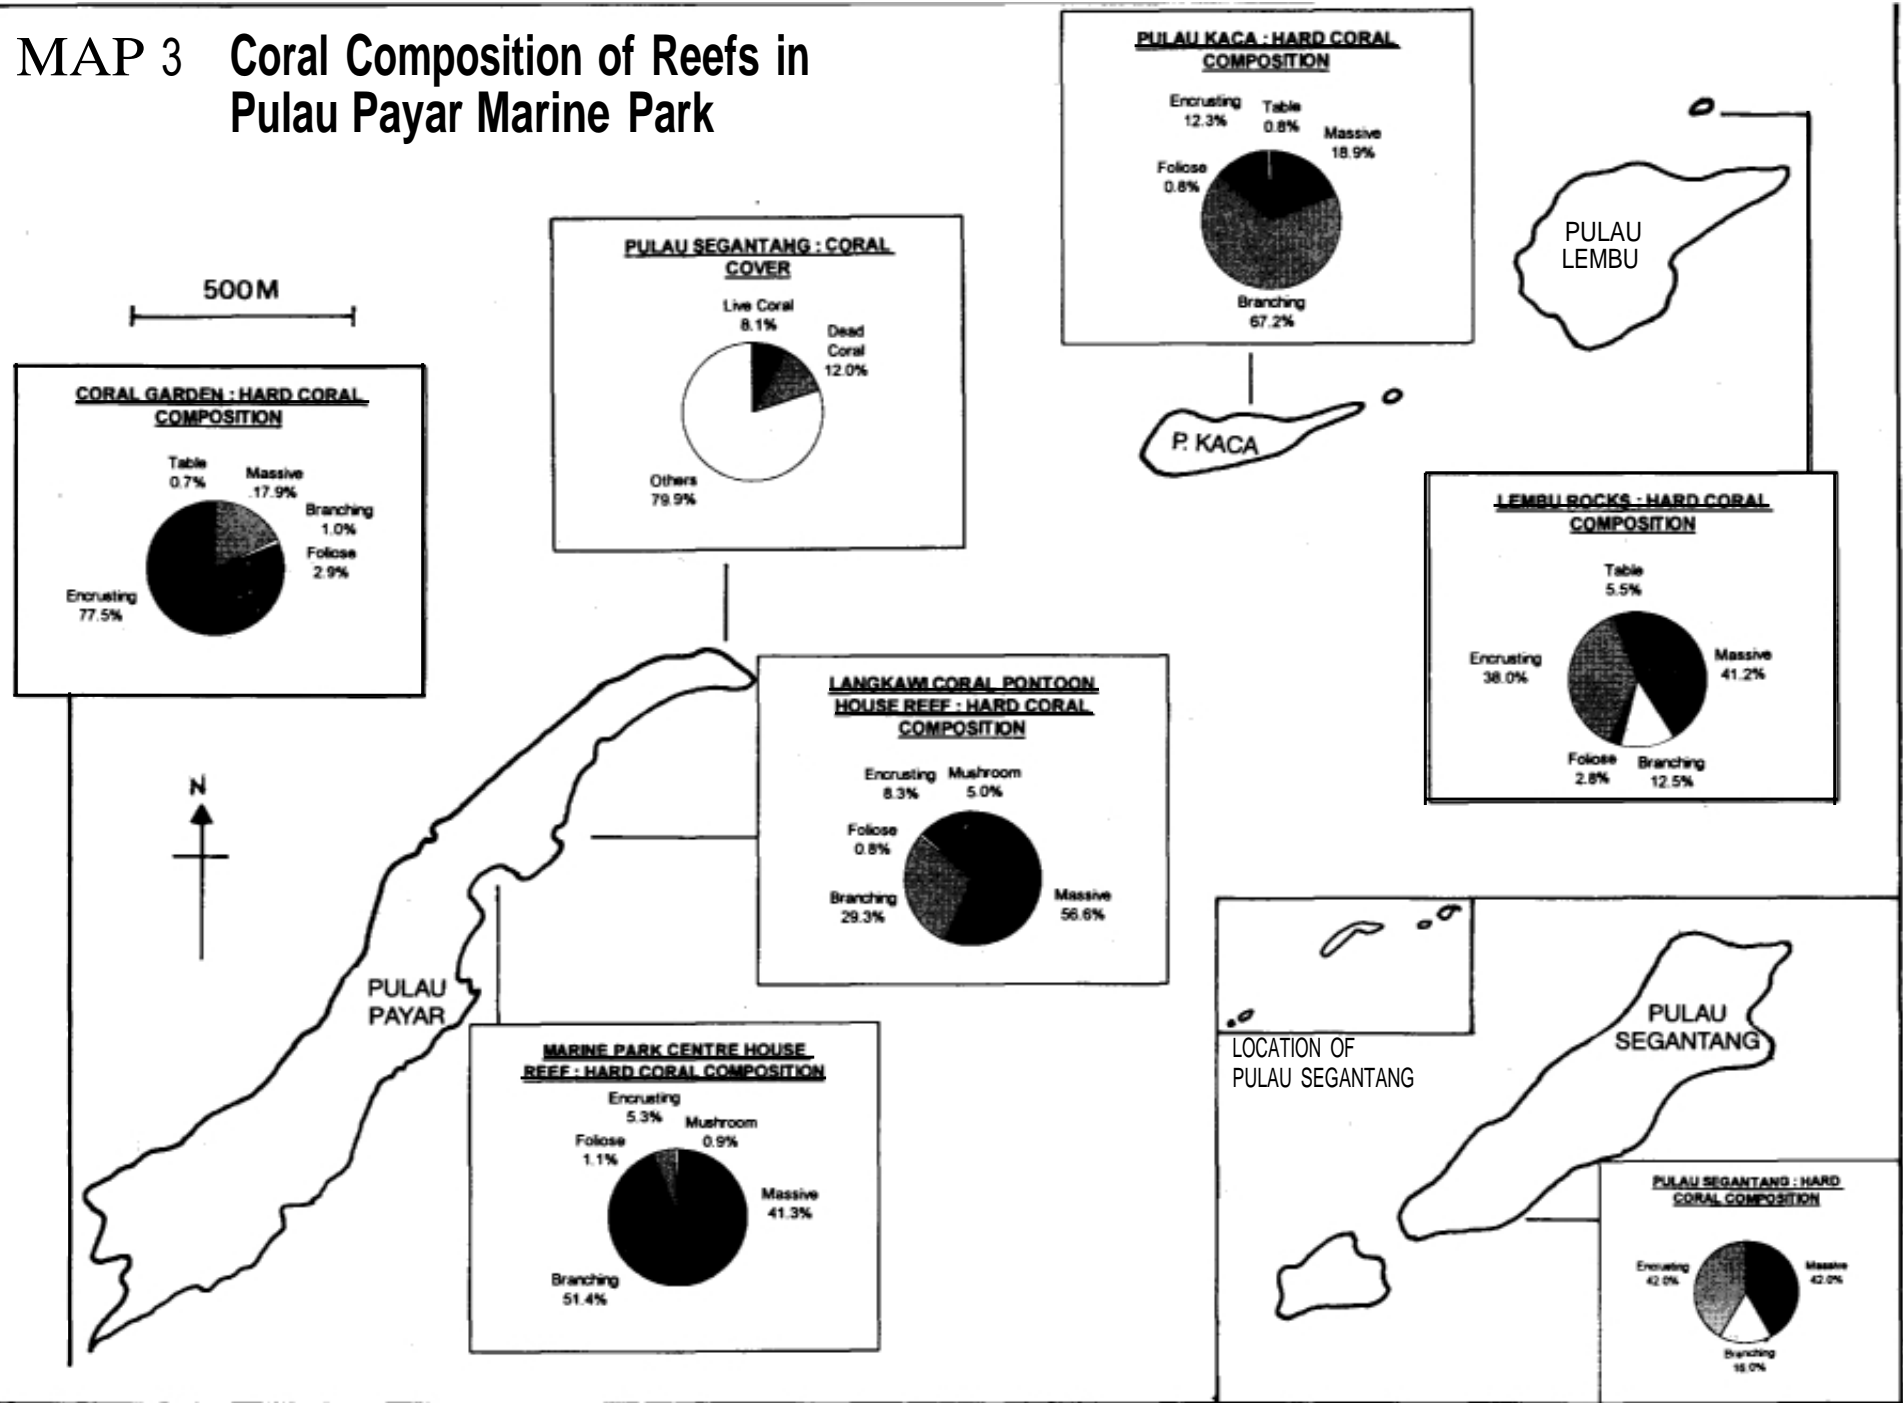 MAP 3 Coral Composition of Reefs in
Pulau Payar Marine Park
500M
CORAL GARDEN : HARD CORAL
COMPOSITION
Table
0.7%
Massive
.17.9%
Branching
1.0%
Foliose
2.9%
Encrusting
77.5%
PULAU SEGANTAHG : CORAL
COVER
Live Coral
8.1%
Dead
Coral
12.0%
Others
79.9%
PULAU KACA : HARD CORAL
COMPOSITION
Encrusting
12.3%
Table
0.8%
Massive
18.9%
Foliose
0.8%
Branching
67.2%
PULAU
LEMBU
P. KACA
LEMBU ROCKS : HARD CORAL
COMPOSITION
Table
5.5%
Encrusting
38.0%
Massive
41.2%
Foliose
2.8%
Branching
12.5%
LANGKAWI CORAL PONTOON
HOUSE REEF : HARD CORAL
COMPOSITION
Encrusting
8.3%
Mushroom
5.0%
Foliose
0.8%
Branching
29.3%
Massive
56.6%
N
PULAU
PAYAR
MARINE PARK CENTRE HOUSE
REEF : HARD CORAL COMPOSITION
Encrusting
5.3%
Mushroom
0.9%
Foliose
1.1%
Massive
41.3%
Branching
51.4%
LOCATION OF
PULAU SEGANTANG
PULAU
SEGANTANG
PULAU SEGANTANG : HARD
CORAL COMPOSITION
Encrusting
42.0%
Massive
42.0%
Branching
16.0%